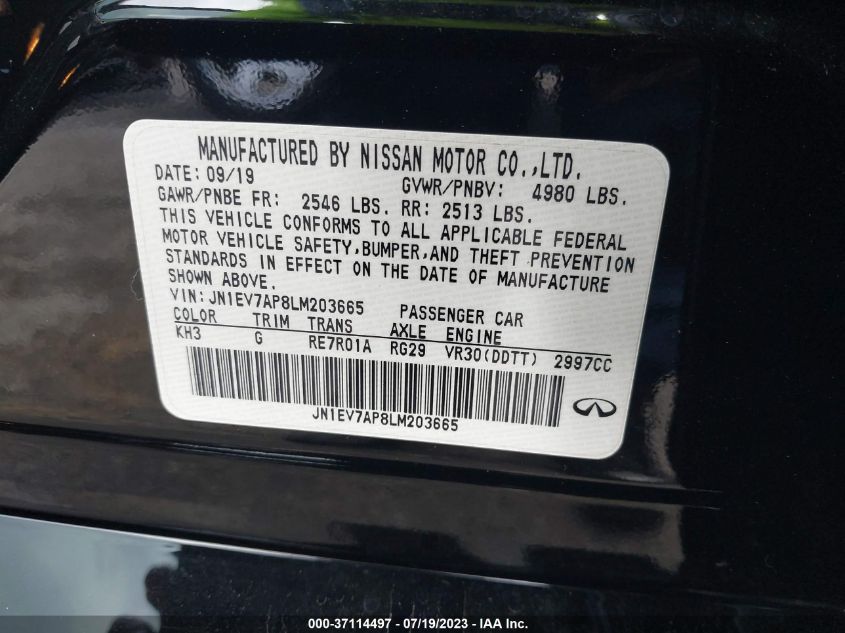 MANUFACTURED BY NISSAN MOTOR CO.,LTD.
DATE: 09/19 GVWR/PNBV: 4980 LBS.
GAWR/PNBE FR: 2546 LBS. RR: 2513 LBS.
THIS VEHICLE CONFORMS TO ALL APPLICABLE FEDERAL
MOTOR VEHICLE SAFETY,BUMPER,AND THEFT PREVENTION
STANDARDS IN EFFECT ON THE DATE OF MANUFACTURE
SHOWN ABOVE.
VIN:JN1EV7AP8LM203665 PASSENGER CAR
COLOR TRIM TRANS AXLE ENGINE
KH3 G RE7R01A RG29 VR30(DDTT) 2997CC
JN1EV7AP8LM203665
000-37114497 - 07/19/2023 - IAA Inc.